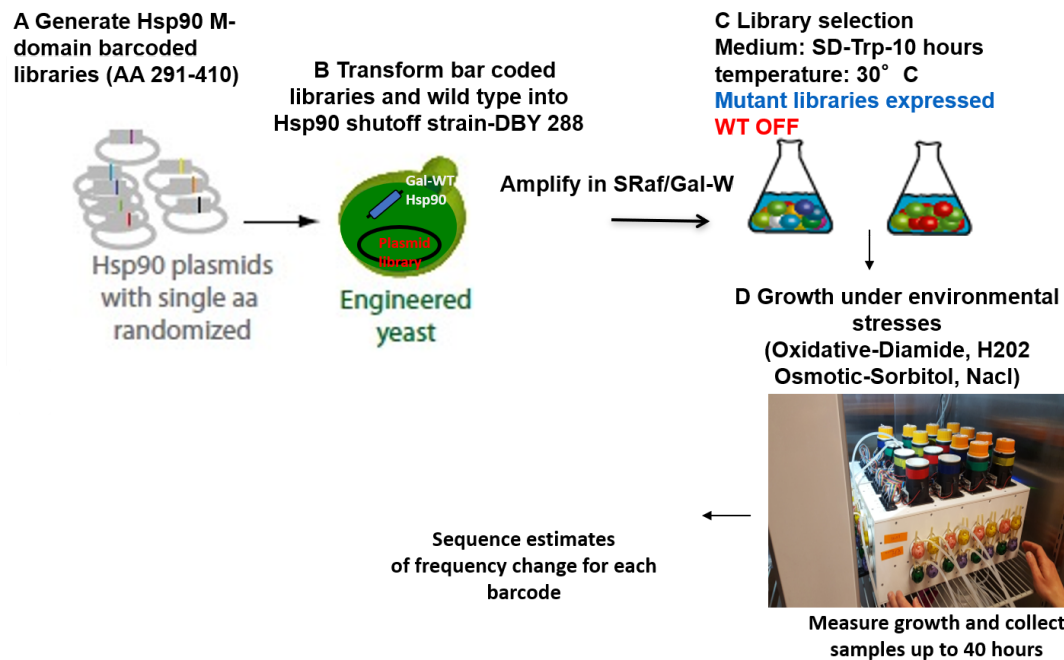 A Generate Hsp90 M-
domain barcoded
libraries (AA 291-410)
Hsp90 plasmids
with single aa
randomized
B Transform bar coded
libraries and wild type into
Hsp90 shutoff strain-DBY 288
Gal-WT
Hsp90
Plasmid
library
Engineered
yeast
Amplify in SRaf/Gal-W
C Library selection
Medium: SD-Trp-10 hours
temperature: 30° C
Mutant libraries expressed
WT OFF
D Growth under environmental
stresses
(Oxidative-Diamide, H202
Osmotic-Sorbitol, Nacl)
Measure growth and collect
samples up to 40 hours
Sequence estimates
of frequency change for each
barcode